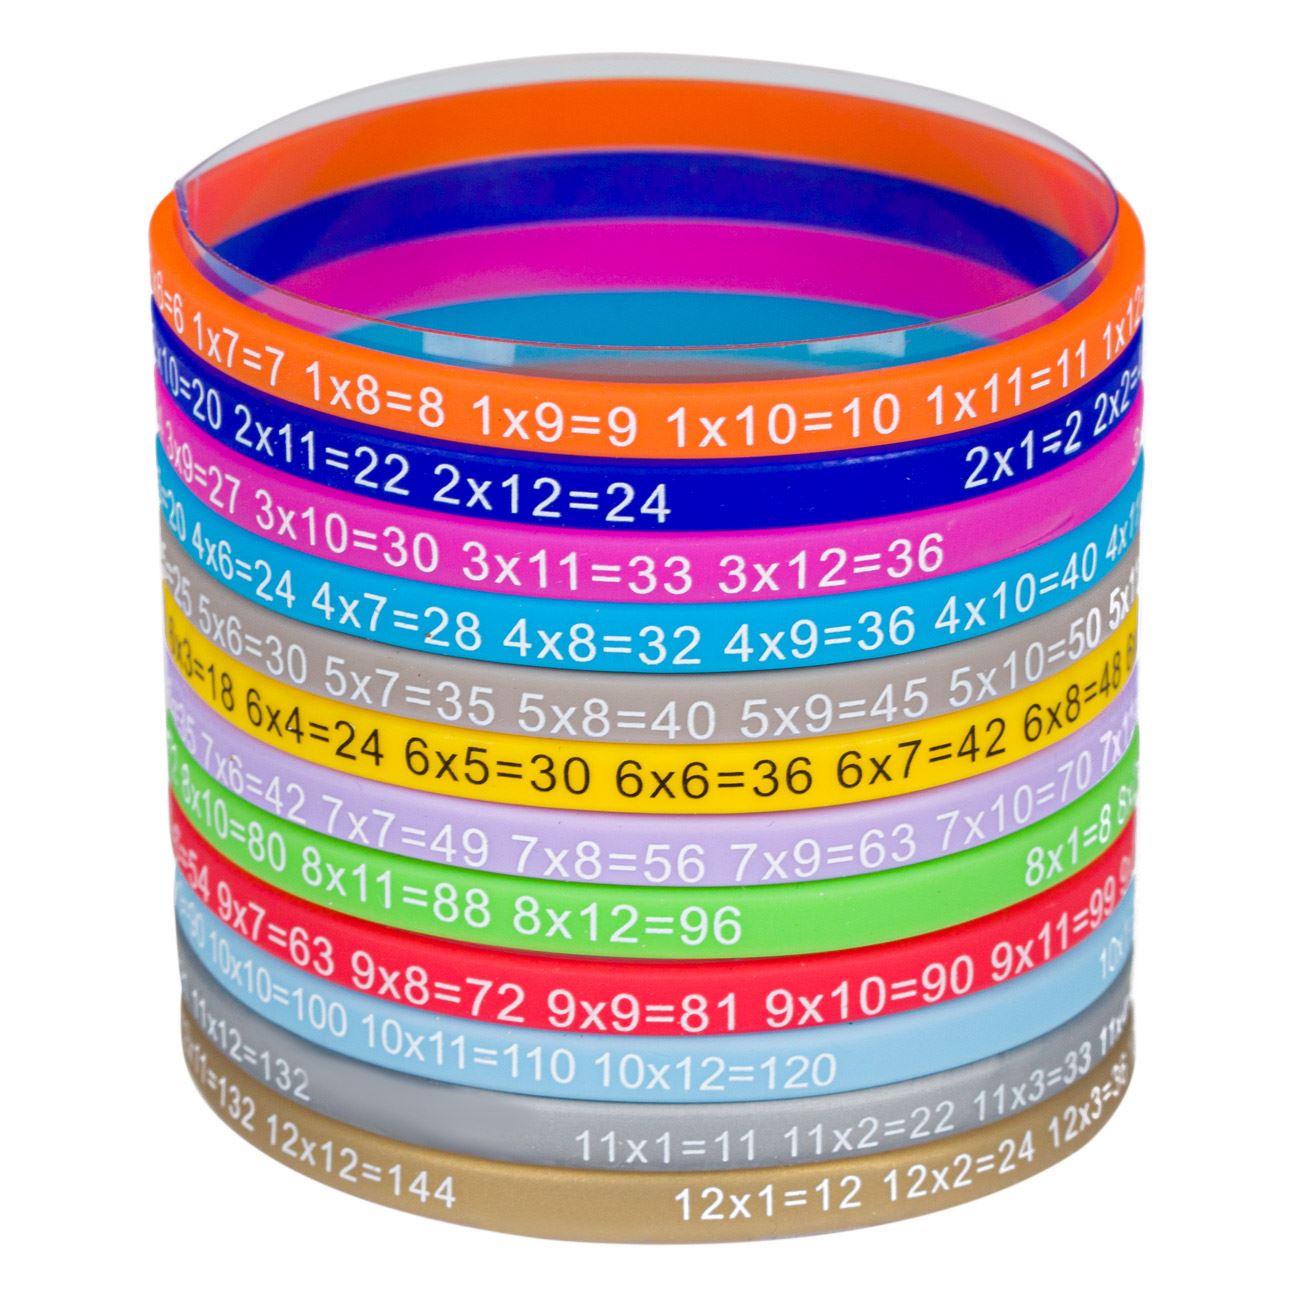 1x7=7 1x8=8 1x9=9 1x10=10 1x11=11
2x11=22 2x12=24 2x1=2
3x9=27 3x10=30 3x11=33 3x12=36
4x6=24 4x7=28 4x8=32 4x9=36 4x10=40
5x6=30 5x7=35 5x8=40 5x9=45 5x10=50
6x4=24 6x5=30 6x6=36 6x7=42 6x8=48
7x6=42 7x7=49 7x8=56 7x9=63 7x10=70
8x10=80 8x11=88 8x12=96 8x1=8
9x7=63 9x8=72 9x9=81 9x10=90 9x11=99
10x10=100 10x11=110 10x12=120
11x12=132 11x1=11 11x2=22 11x3=33
12x12=144 12x1=12 12x2=24 12x3=36